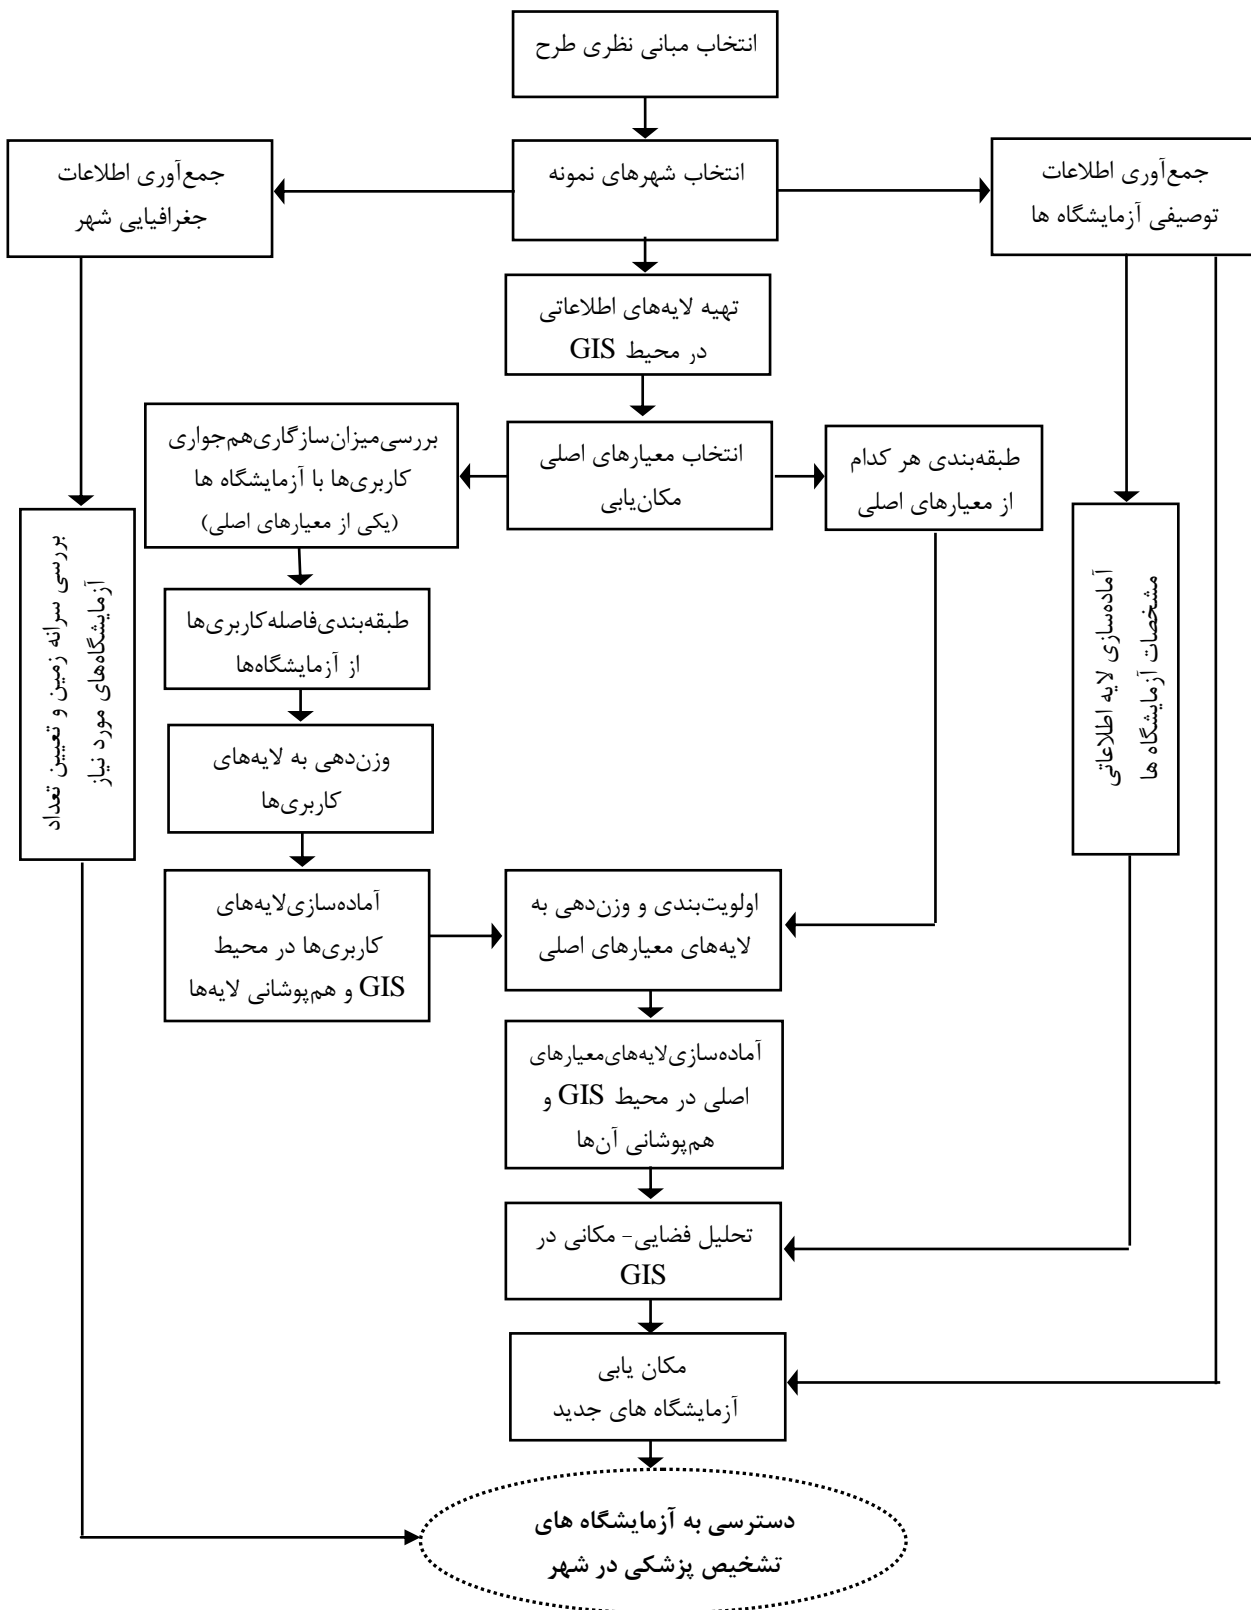 انتخاب مبانی نظری طرح
جمع‌آوری اطلاعات
توصیفی آزمایشگاه ها
انتخاب شهرهای نمونه
جمع‌آوری اطلاعات
جغرافیایی شهر
تهیه لایه‌های اطلاعاتی
در محیط GIS
طبقه‌بندی هر کدام
از معیارهای اصلی
انتخاب معیارهای اصلی
مکان‌یابی
بررسی‌میزان‌سازگاری‌هم‌جواری
کاربری‌ها با آزمایشگاه ها
(یکی از معیارهای اصلی)
آماده‌سازی لایه اطلاعاتی
مشخصات آزمایشگاه ها
بررسی سرانه زمین و تعیین تعداد
آزمایشگاه‌های مورد نیاز
طبقه‌بندی‌فاصله‌کاربری‌ها
از آزمایشگاه‌ها
وزن‌دهی به لایه‌های
کاربری‌ها
اولویت‌بندی و وزن‌دهی به
لایه‌های معیارهای اصلی
آماده‌سازی‌لایه‌های
کاربری‌ها در محیط
GIS و هم‌پوشانی لایه‌ها
آماده‌سازی‌لایه‌های‌معیارهای
اصلی در محیط GIS و
هم‌پوشانی آن‌ها
تحلیل فضایی- مکانی در
GIS
مکان یابی
آزمایشگاه های جدید
دسترسی به آزمایشگاه های
تشخیص پزشکی در شهر